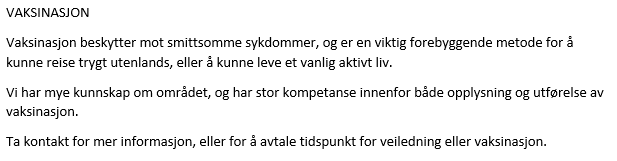 VAKSINASJON
Vaksinasjon beskytter mot smittsomme sykdommer, og er en viktig forebyggende metode for å
kunne reise trygt utenlands, eller å kunne leve et vanlig aktivt liv.
Vi har mye kunnskap om området, og har stor kompetanse innenfor både opplysning og utførelse av
vaksinasjon.
Ta kontakt for mer informasjon, eller for å avtale tidspunkt for veiledning eller vaksinasjon.